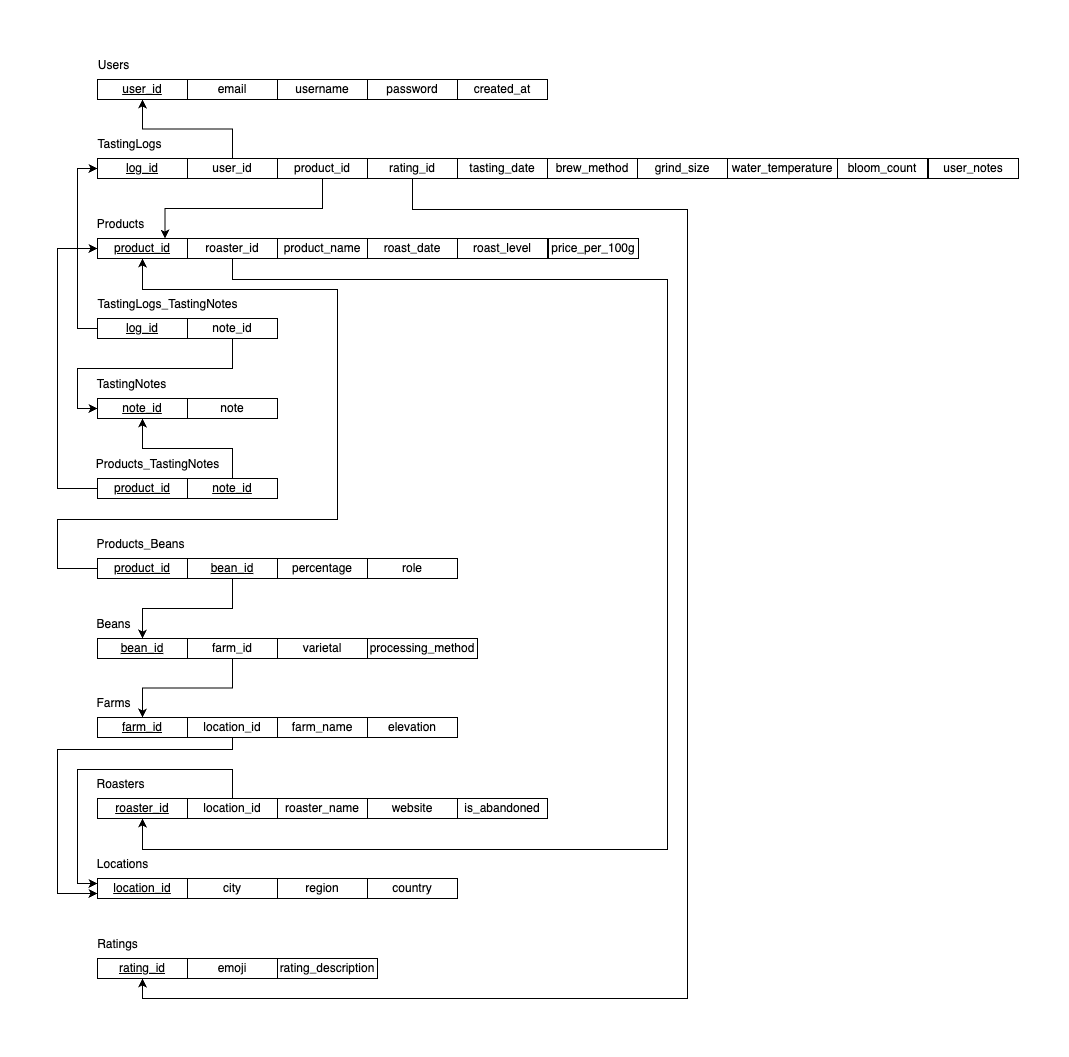 Users
user_id email username password created_at
TastingLogs
log_id user_id product_id rating_id tasting_date brew_method grind_size water_temperature bloom_count user_notes
Products
product_id roaster_id product_name roast_date roast_level price_per_100g
TastingLogs_TastingNotes
log_id note_id
TastingNotes
note_id note
Products_TastingNotes
product_id note_id
Products_Beans
product_id bean_id percentage role
Beans
bean_id farm_id varietal processing_method
Farms
farm_id location_id farm_name elevation
Roasters
roaster_id location_id roaster_name website is_abandoned
Locations
location_id city region country
Ratings
rating_id emoji rating_description